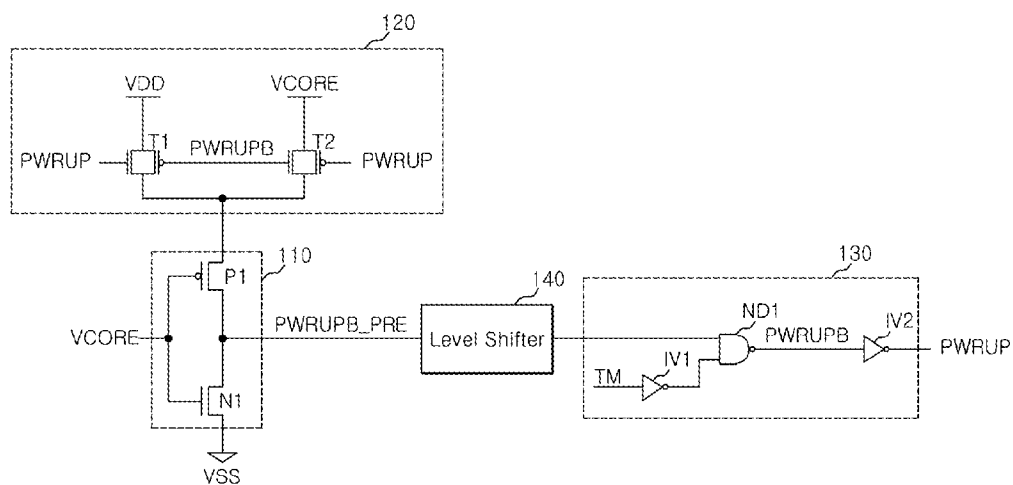 120
VDD
VCORE
T1
T2
PWRUP
PWRUPB
PWRUP
110
P1
VCORE
PWRUPB_PRE
N1
VSS
140
Level Shifter
130
ND1
PWRUPB
IV2
PWRUP
TM
IV1